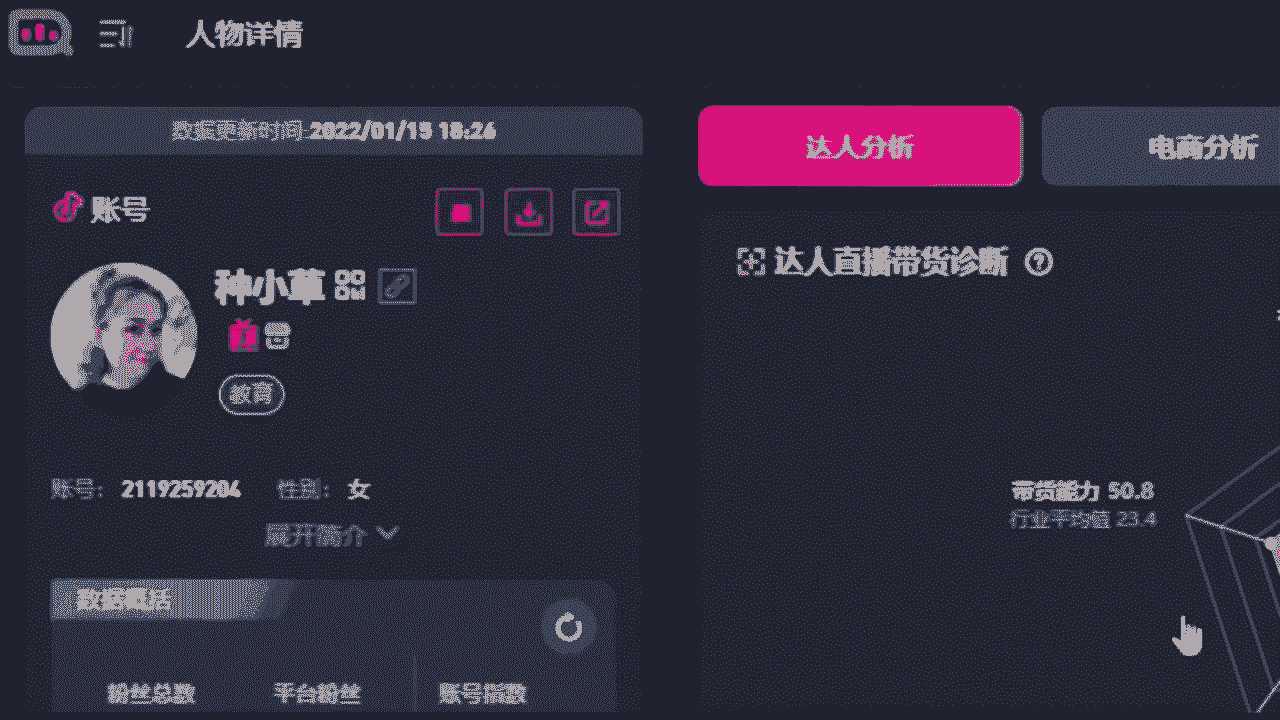 人物详情
数据更新时间 2022/01/13 18:26
达人分析
电商分析
账号
达人直播带货诊断
种小草
教育
账号： 2119259204 性别： 女
带货能力 50.8
行业平均值 23.4
展开简介
数据概括
粉丝总数 平台粉丝 账号指数